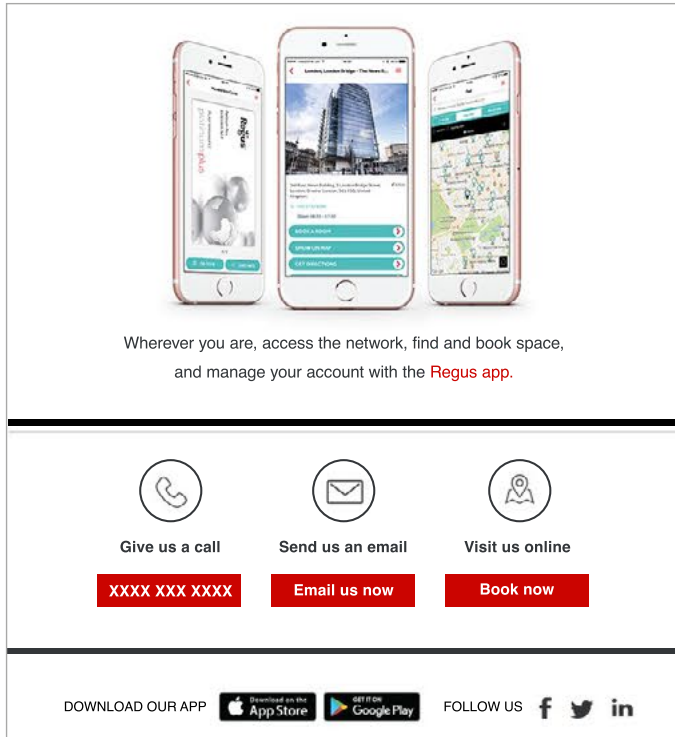 London, London Bridge - The News B...
BOOK A ROOM
GET DIRECTIONS
Regus
platinumplus
Wherever you are, access the network, find and book space,
and manage your account with the Regus app.
Give us a call
Send us an email
Visit us online
XXXX XXX XXXX
Email us now
Book now
DOWNLOAD OUR APP
Download on the
App Store
GET IT ON
Google Play
FOLLOW US
f
in